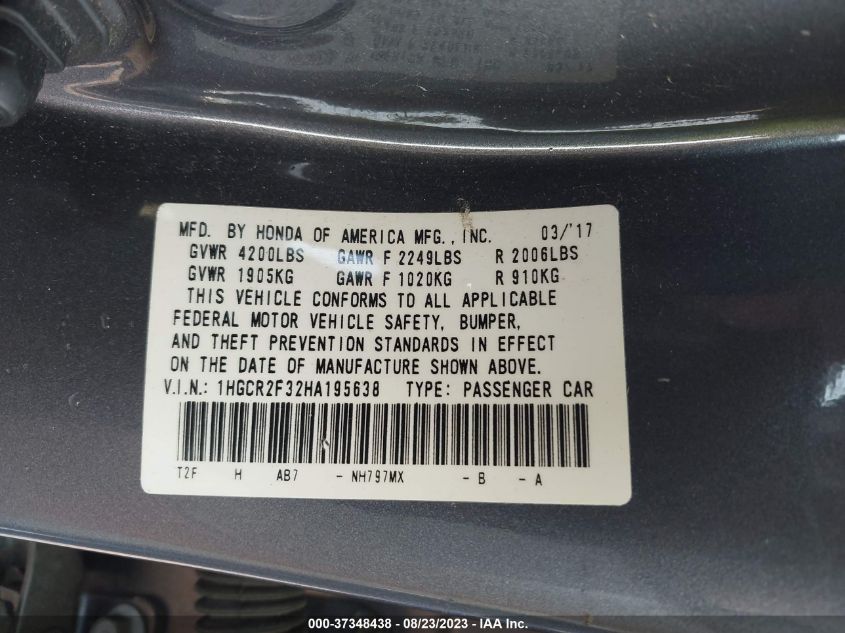 MFD. BY HONDA OF AMERICA MFG., INC. 03/'17
GVWR 4200LBS GAWR F 2249LBS R 2006LBS
GVWR 1905KG GAWR F 1020KG R 910KG
THIS VEHICLE CONFORMS TO ALL APPLICABLE
FEDERAL MOTOR VEHICLE SAFETY, BUMPER,
AND THEFT PREVENTION STANDARDS IN EFFECT
ON THE DATE OF MANUFACTURE SHOWN ABOVE.
V.I.N.: 1HGCR2F32HA195638 TYPE: PASSENGER CAR
T2F H AB7 - NH797MX - B - A
000-37348438 - 08/23/2023 - IAA Inc.